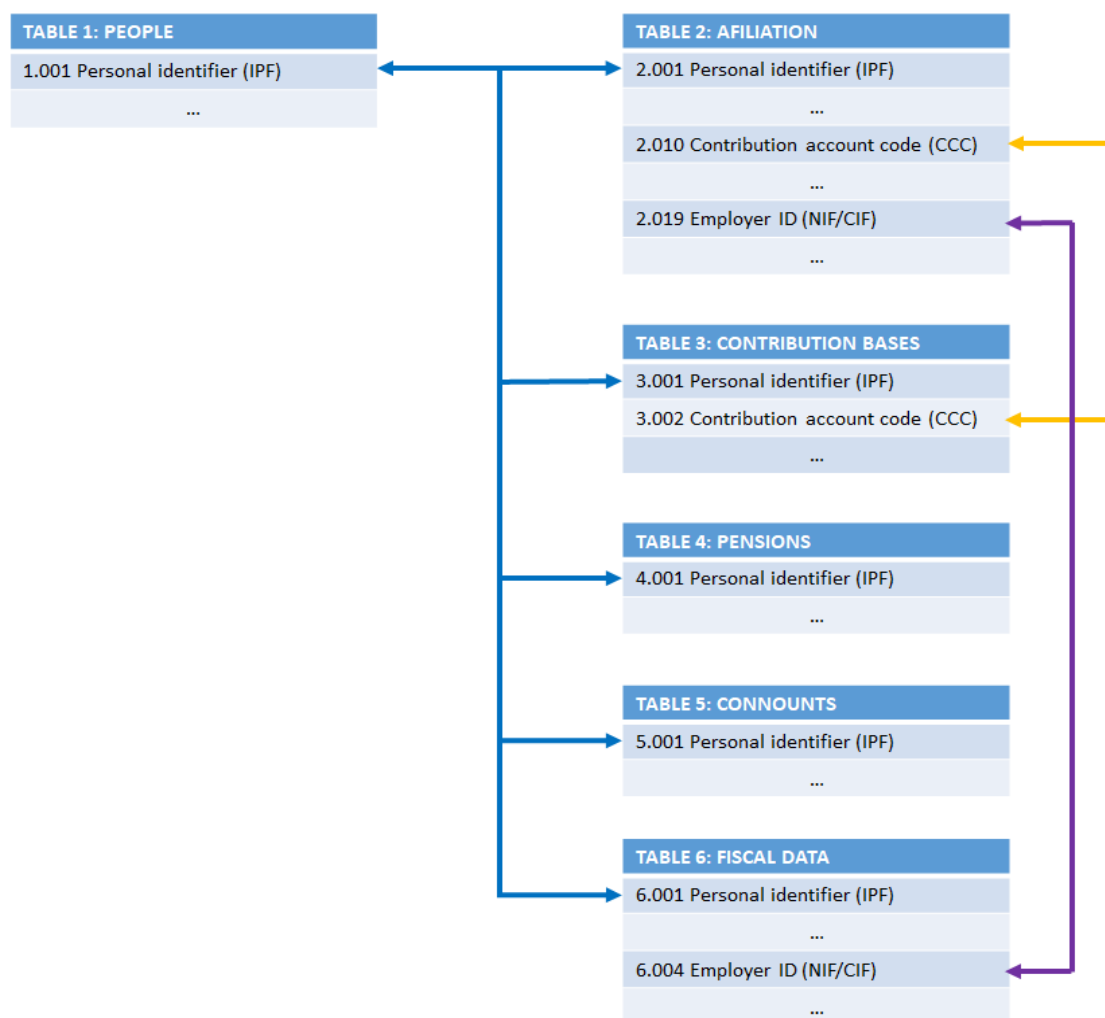 TABLE 1: PEOPLE
1.001 Personal identifier (IPF)
...
TABLE 2: AFILIATION
2.001 Personal identifier (IPF)
...
2.010 Contribution account code (CCC)
...
2.019 Employer ID (NIF/CIF)
...
TABLE 3: CONTRIBUTION BASES
3.001 Personal identifier (IPF)
3.002 Contribution account code (CCC)
...
TABLE 4: PENSIONS
4.001 Personal identifier (IPF)
...
TABLE 5: CONNOUNTS
5.001 Personal identifier (IPF)
...
TABLE 6: FISCAL DATA
6.001 Personal identifier (IPF)
...
6.004 Employer ID (NIF/CIF)
...